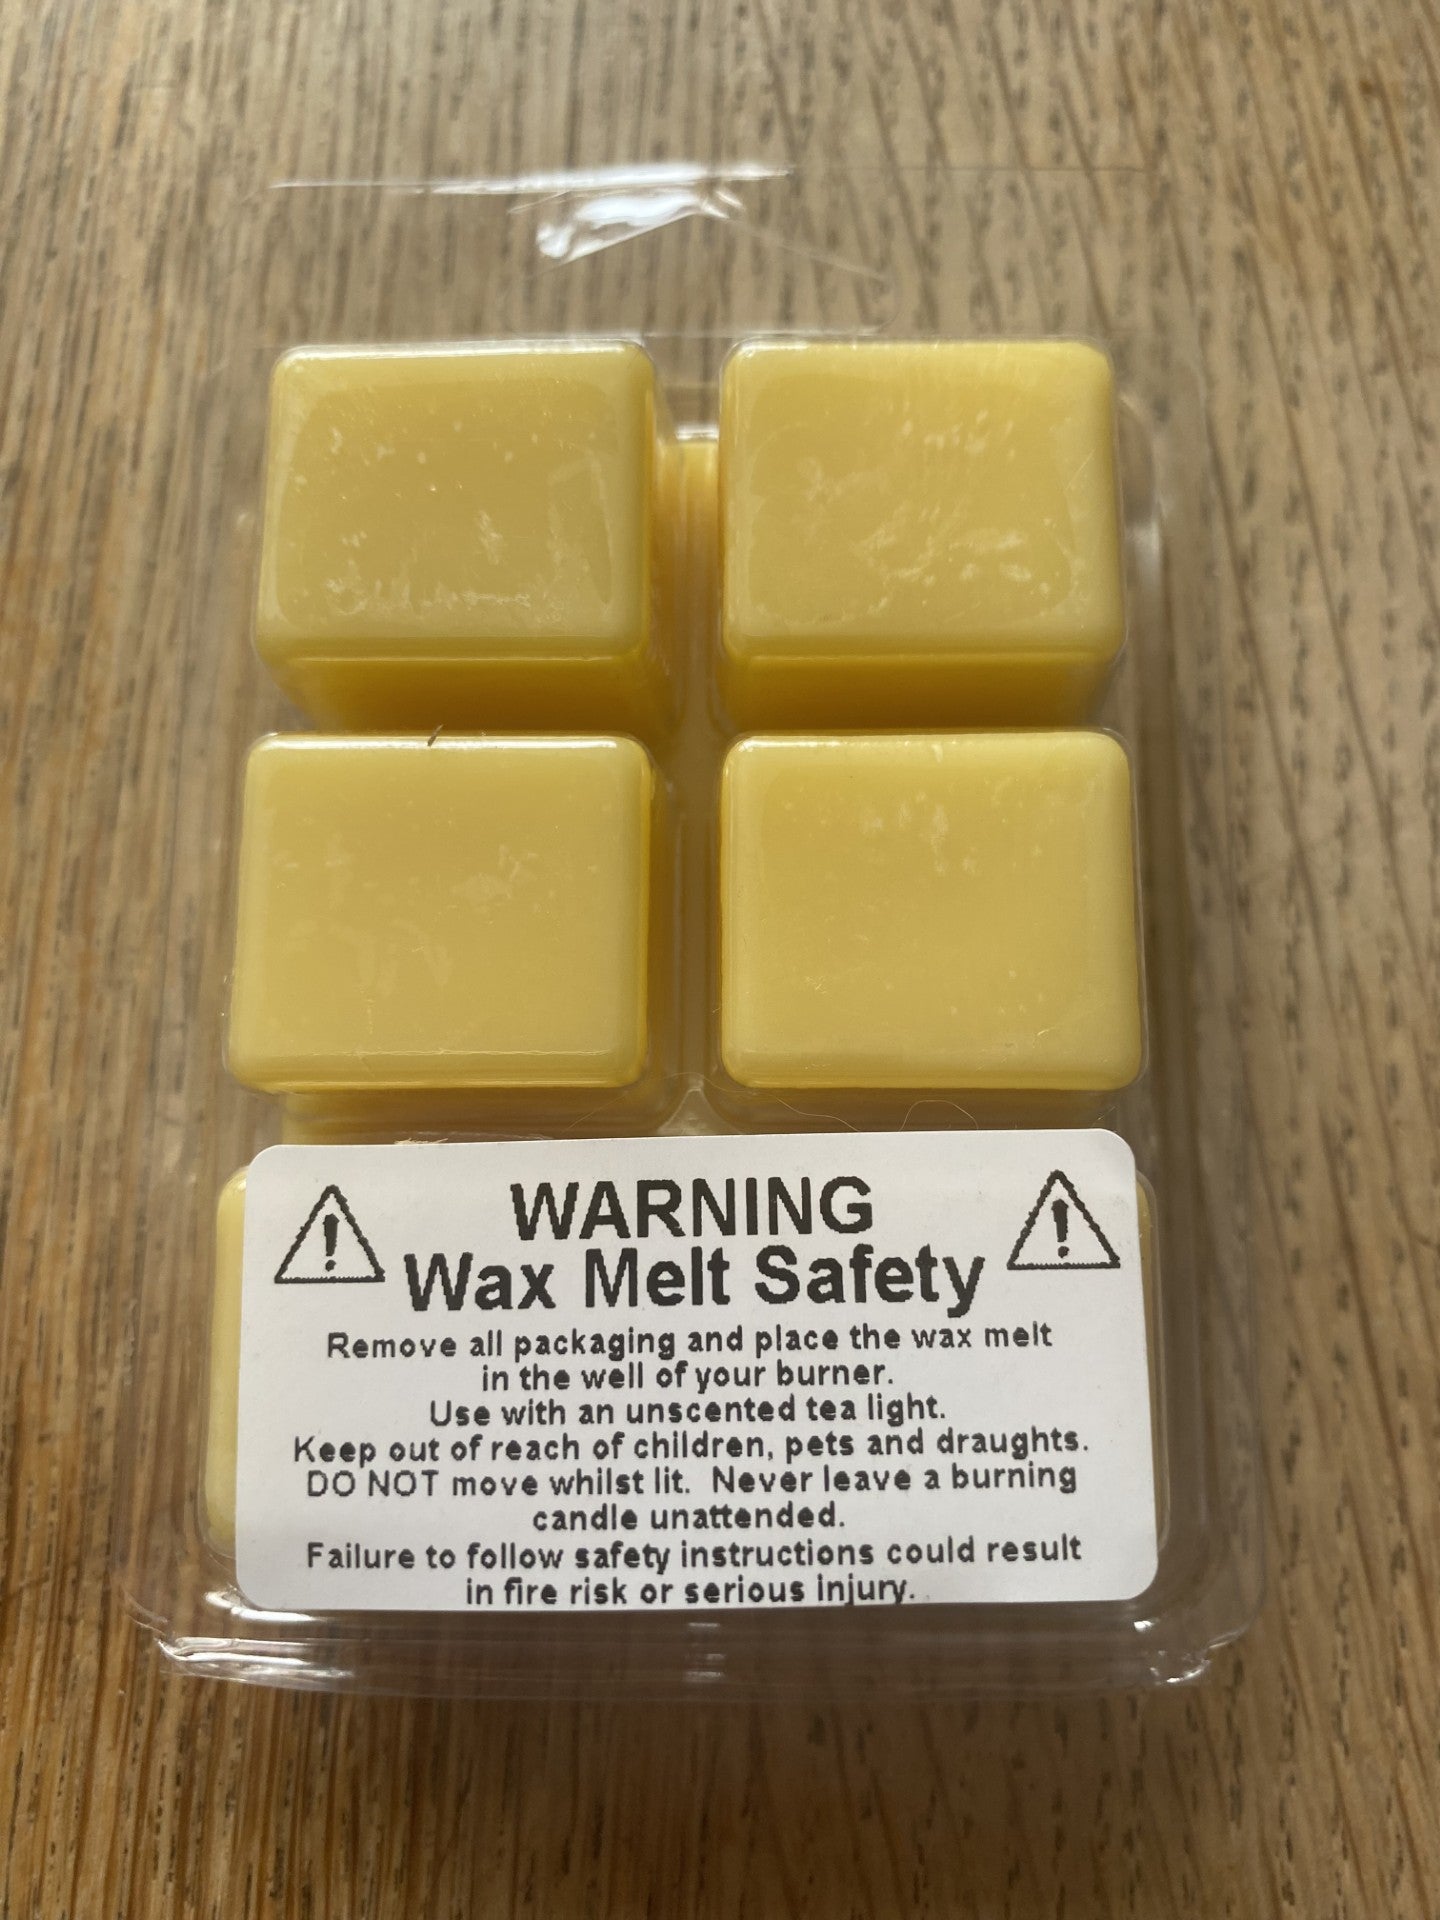 WARNING
Wax Melt Safety
Remove all packaging and place the wax melt
in the well of your burner.
Use with an unscented tea light.
Keep out of reach of children, pets and draughts.
DO NOT move whilst lit. Never leave a burning
candle unattended.
Failure to follow safety instructions could result
in fire risk or serious injury.